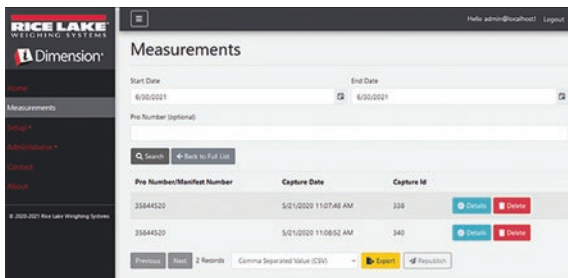 RICE LAKE
WEIGHING SYSTEMS
Dimension
Home
Measurements
Setup
Administrator
Contact
About
© 2020-2021 Rice Lake Weighing Systems
Hello admin@localhost! Logout
Measurements
Start Date End Date
6/30/2021 6/30/2021
Pro Number (optional)
Search Back to Full List
Pro Number/Manifest Number Capture Date Capture Id
35844520 5/21/2020 11:07:48 AM 338 Details Delete
35844520 5/21/2020 11:08:52 AM 340 Details Delete
Previous Next 2 Records Comma Separated Value (CSV) Export Republish